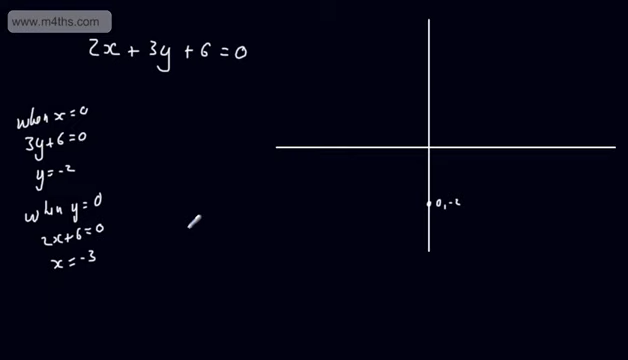 www.m4ths.com
2x + 3y + 6 = 0
when x = 0
3y + 6 = 0
y = -2
when y = 0
2x + 6 = 0
x = -3
0, -2